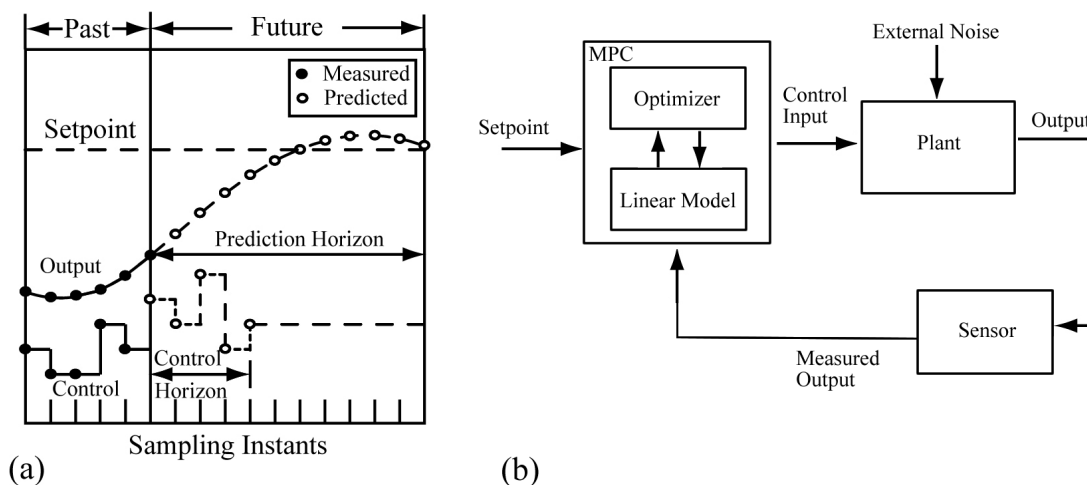 Past
Future
Measured
Predicted
Setpoint
Prediction Horizon
Output
Control
Control
Horizon
Sampling Instants
(a)
External Noise
MPC
Optimizer
Control
Input
Setpoint
Plant
Output
Linear Model
Sensor
Measured
Output
(b)